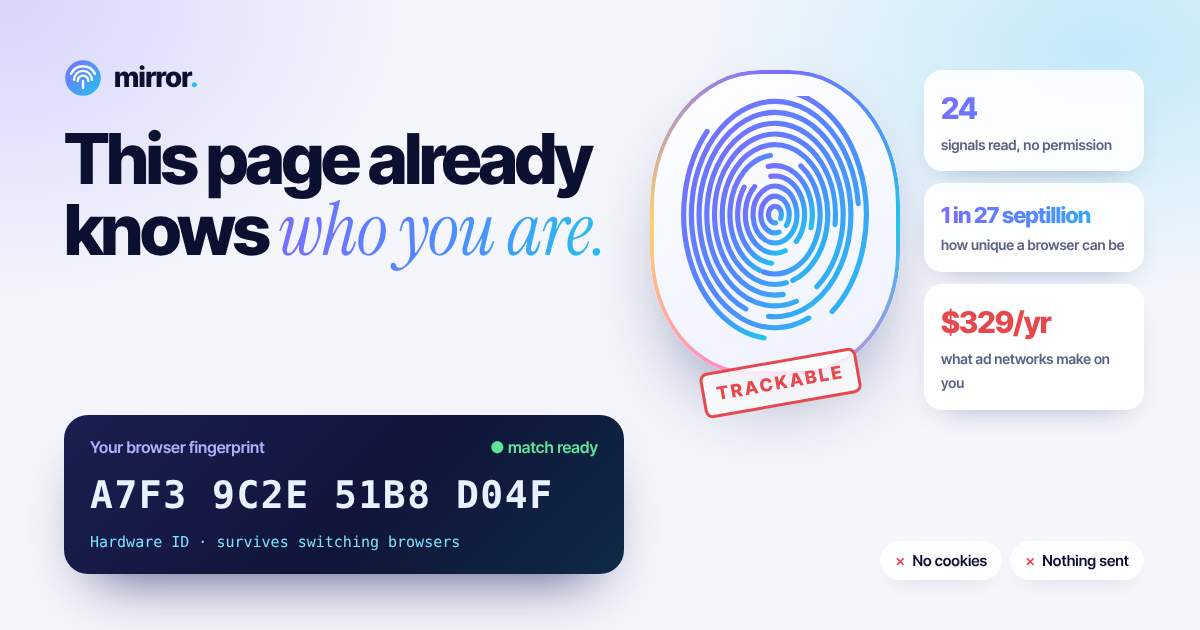 mirror.
This page already
knows who you are.
Your browser fingerprint
match ready
A7F3 9C2E 51B8 D04F
Hardware ID · survives switching browsers
TRACKABLE
24
signals read, no permission
1 in 27 septillion
how unique a browser can be
$329/yr
what ad networks make on
you
× No cookies
× Nothing sent